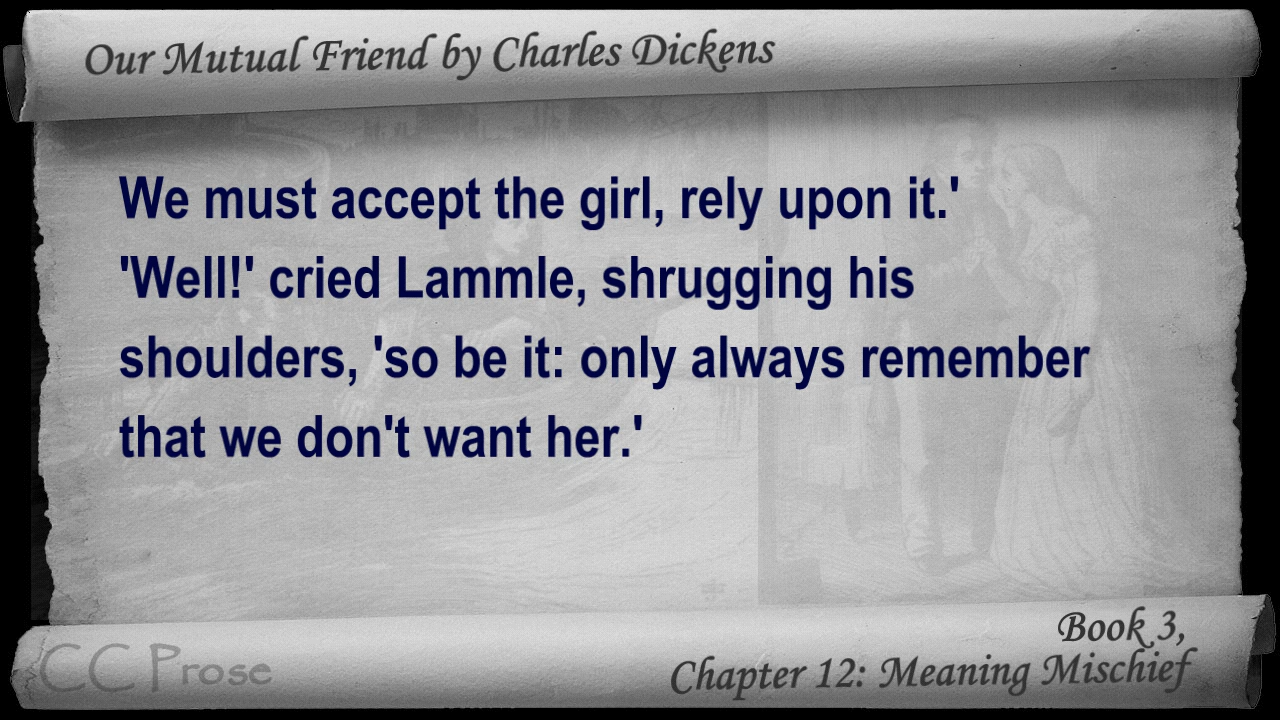 Our Mutual Friend by Charles Dickens
We must accept the girl, rely upon it.'
'Well!' cried Lammle, shrugging his
shoulders, 'so be it: only always remember
that we don't want her.'
Book 3,
Chapter 12: Meaning Mischief
CC Prose